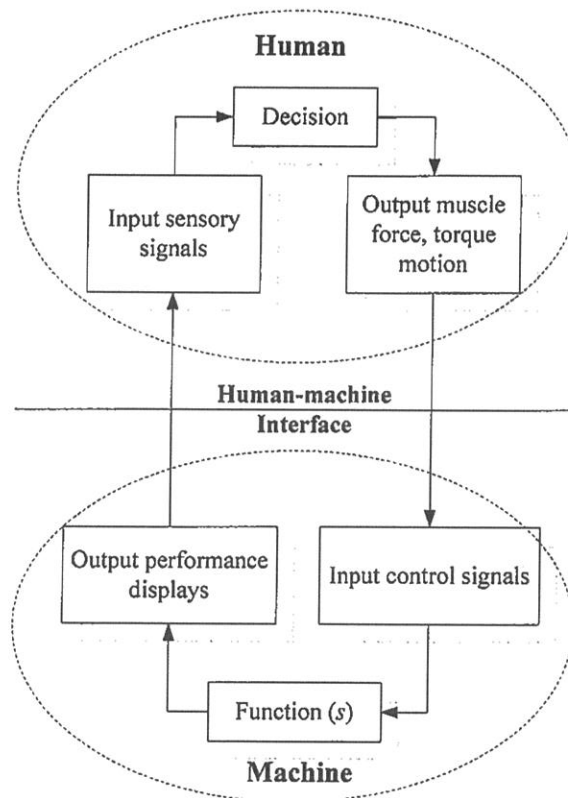 Human
Decision
Input sensory
signals
Output muscle
force, torque
motion
Human-machine
Interface
Output performance
displays
Input control signals
Function (s)
Machine